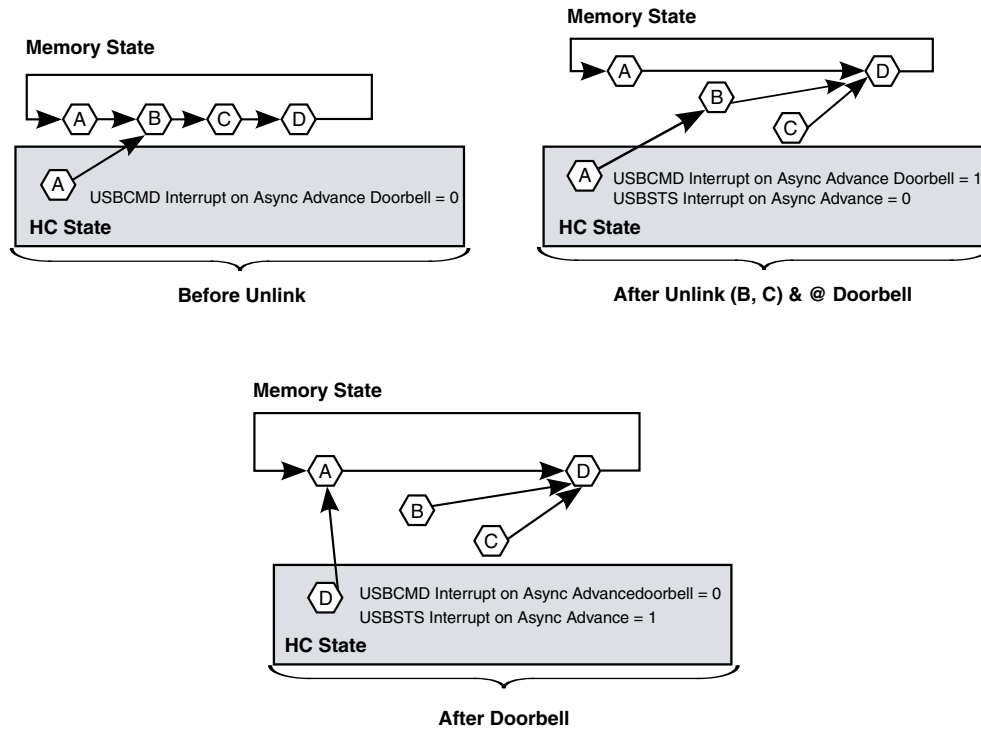 Memory State
A
B
C
D
A
USBCMD Interrupt on Async Advance Doorbell = 0
HC State
Before Unlink
Memory State
A
D
B
C
A
USBCMD Interrupt on Async Advance Doorbell = 1
USBSTS Interrupt on Async Advance = 0
HC State
After Unlink (B, C) & @ Doorbell
Memory State
A
D
B
C
D
USBCMD Interrupt on Async Advancedoorbell = 0
USBSTS Interrupt on Async Advance = 1
HC State
After Doorbell